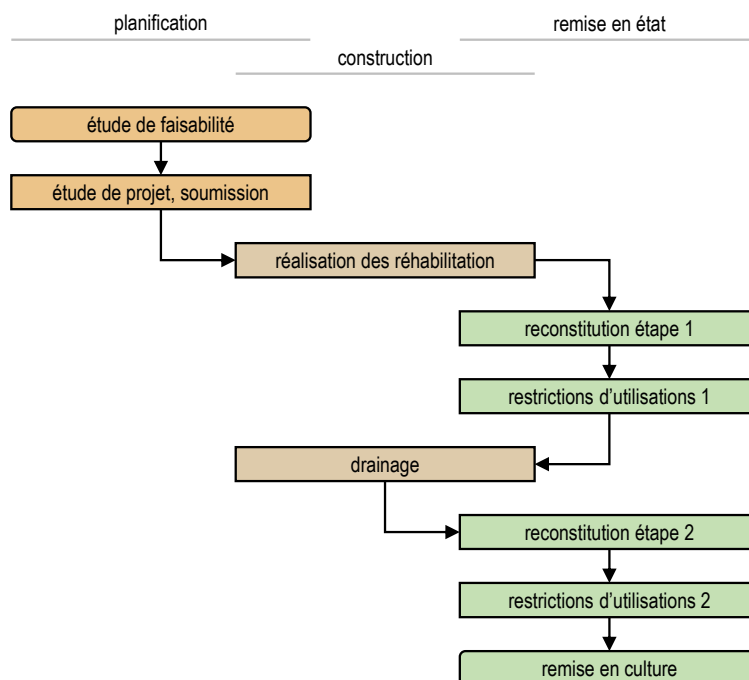 planification
remise en état
construction
étude de faisabilité
étude de projet, soumission
réalisation des réhabilitation
reconstitution étape 1
restrictions d’utilisations 1
drainage
reconstitution étape 2
restrictions d’utilisations 2
remise en culture